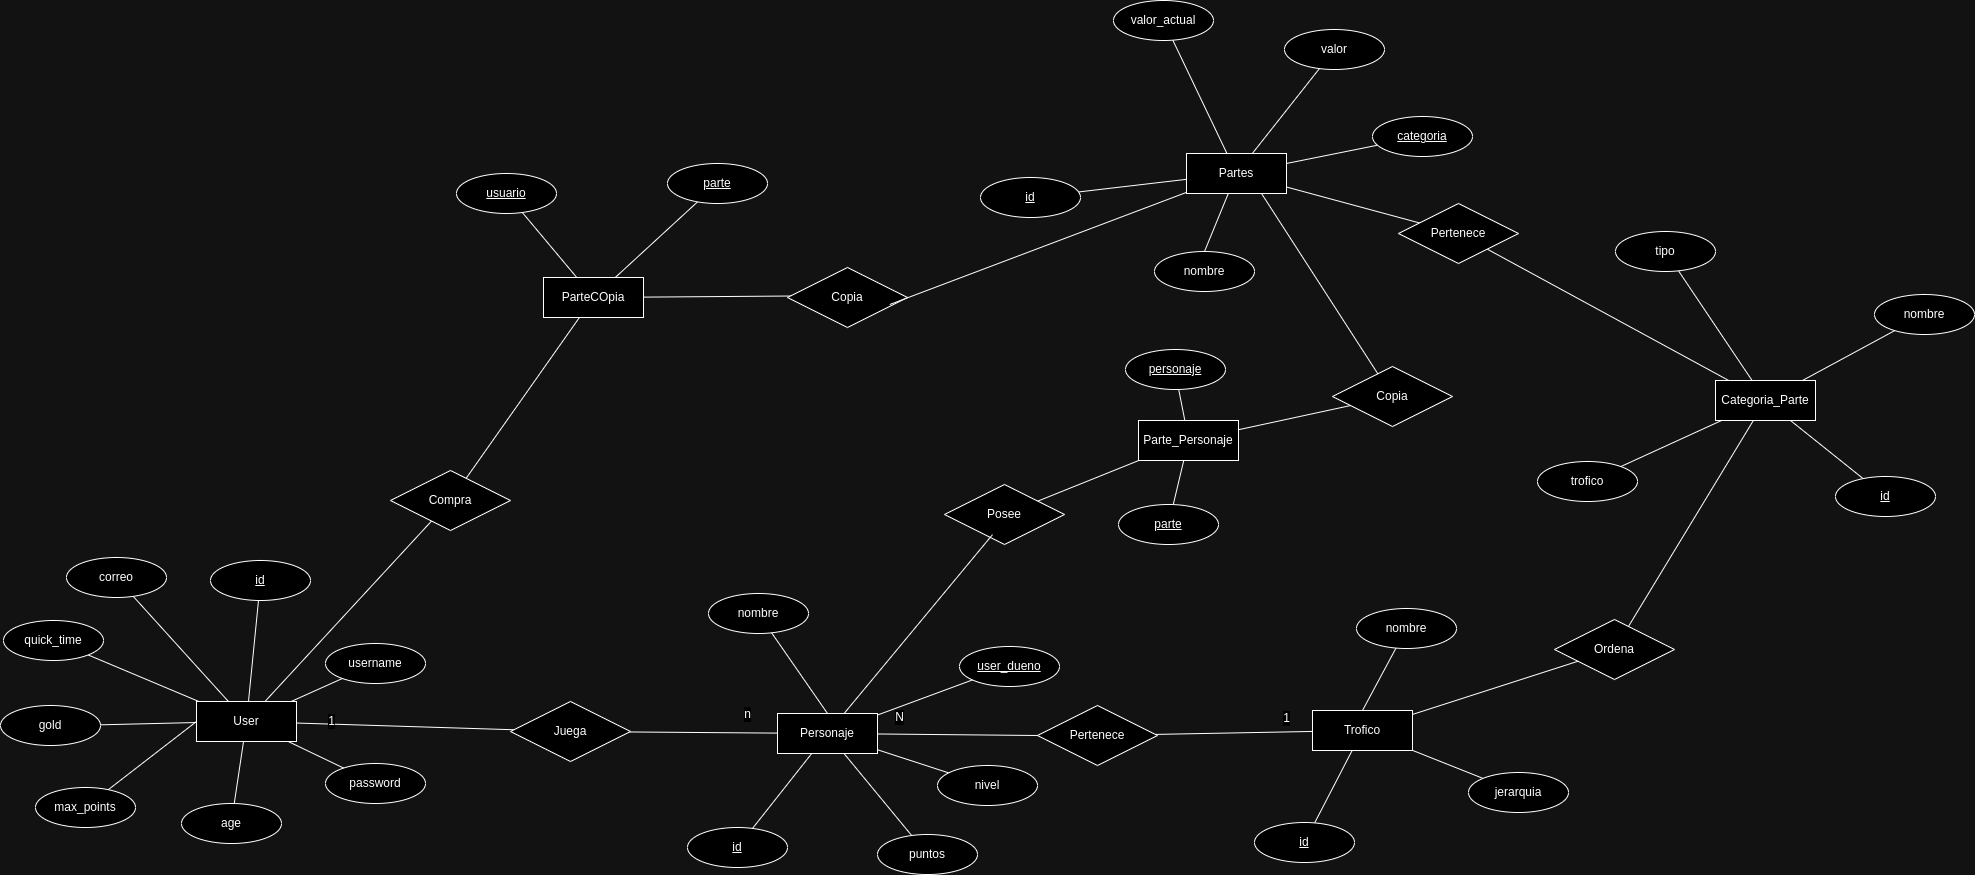 valor_actual
valor
categoria
Partes
id
nombre
Pertenece
usuario
parte
ParteCOpia
Copia
tipo
nombre
Categoria_Parte
trofico
id
personaje
Parte_Personaje
Copia
parte
Posee
Compra
correo
id
quick_time
username
gold
User
1
max_points
age
password
Juega
n
nombre
user_dueno
N
Personaje
nivel
id
puntos
Pertenece
1
nombre
Trofico
jerarquia
id
Ordena